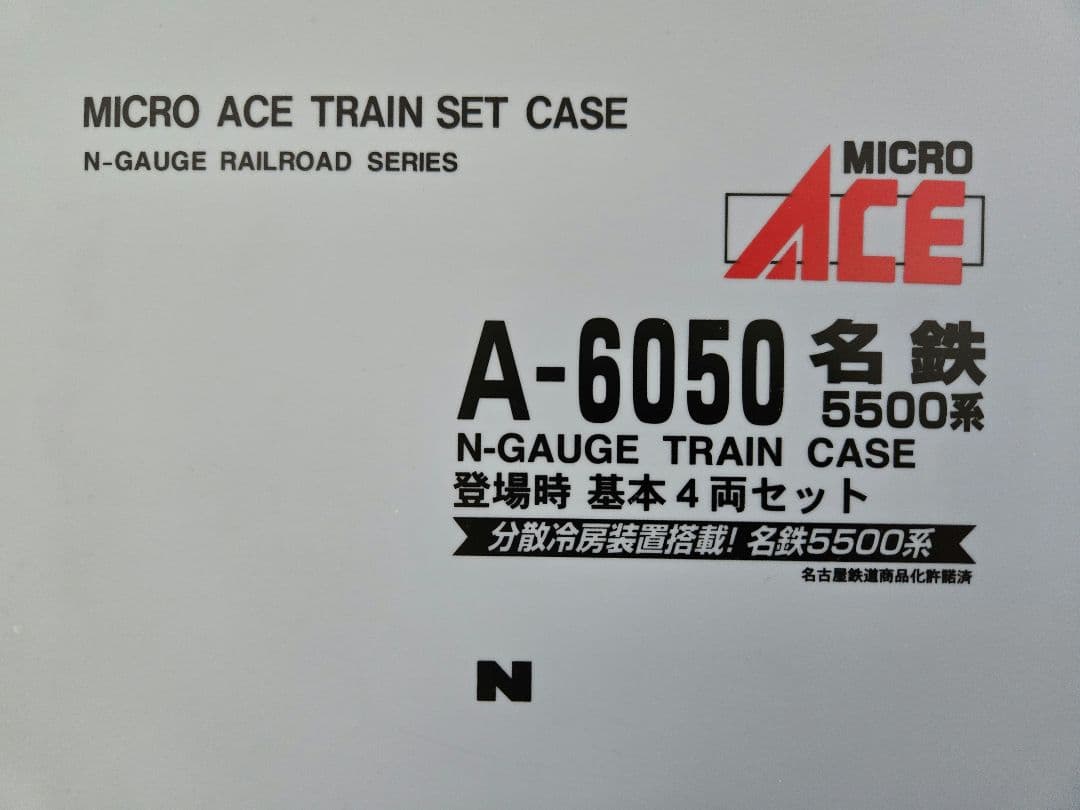 MICRO ACE TRAIN SET CASE
N-GAUGE RAILROAD SERIES
MICRO
ACE
A-6050 名鉄
5500系
N-GAUGE TRAIN CASE
登場時 基本4両セット
分散冷房装置搭載! 名鉄5500系
名古屋鉄道商品化許諾済
N